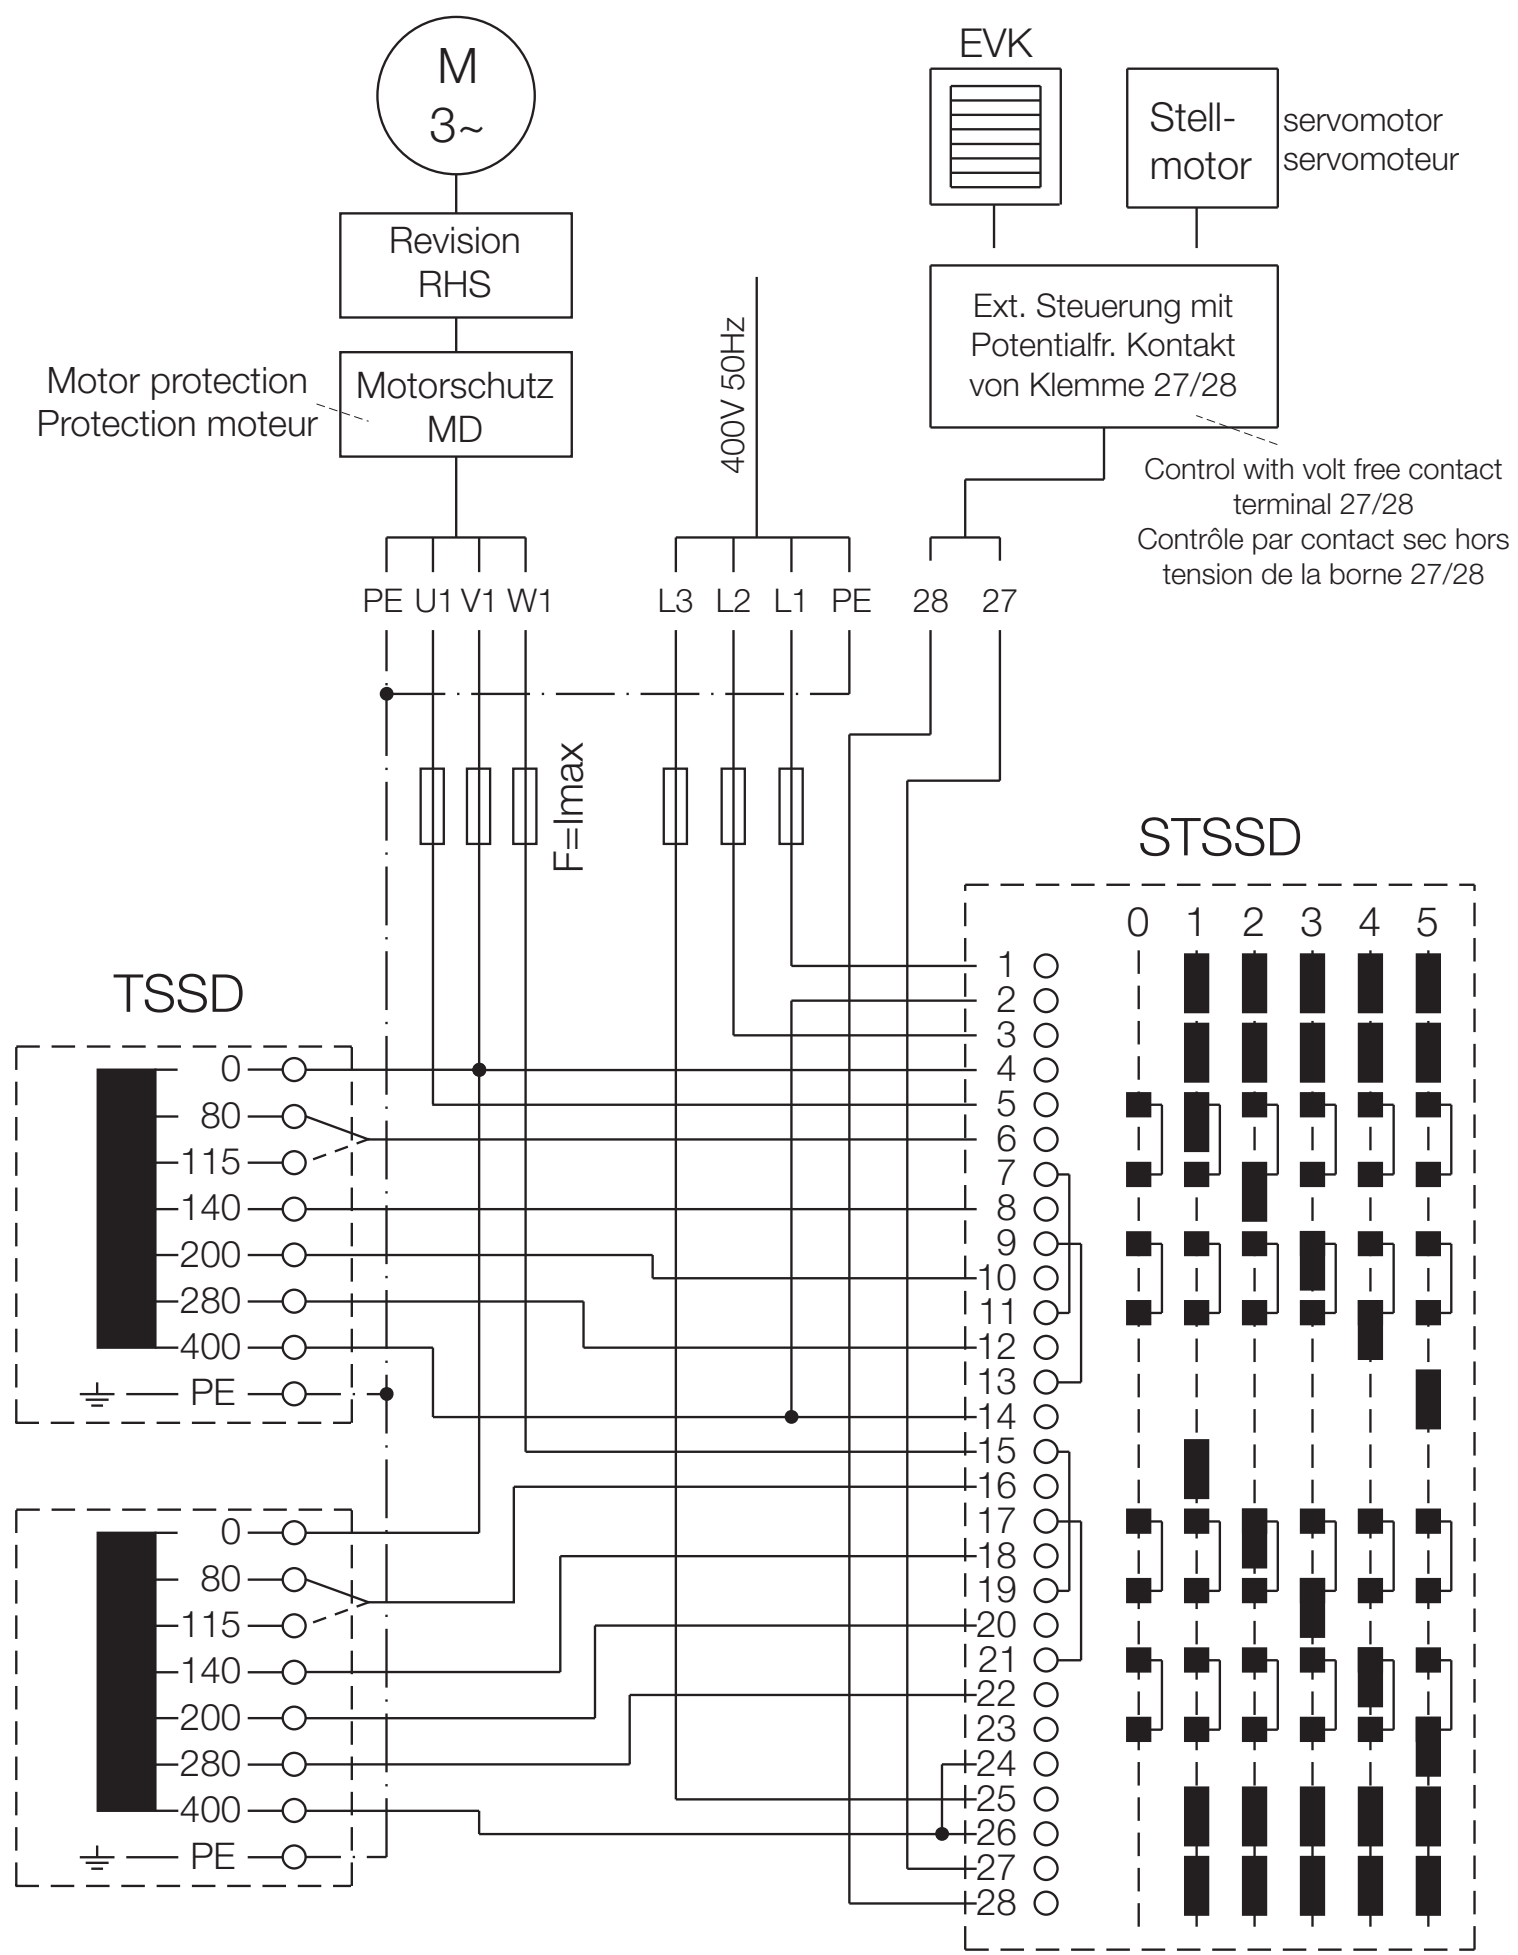 M
3~
Revision
RHS
Motor protection
Protection moteur
Motorschutz
MD
EVK
Stell-
motor
servomotor
servomoteur
400V 50Hz
Ext. Steuerung mit
Potentialfr. Kontakt
von Klemme 27/28
Control with volt free contact
terminal 27/28
Contrôle par contact sec hors
tension de la borne 27/28
PE U1 V1 W1
L3 L2 L1 PE
28 27
F=Imax
TSSD
0
80
115
140
200
280
400
PE
0
80
115
140
200
280
400
PE
STSSD
0 1 2 3 4 5
1
2
3
4
5
6
7
8
9
10
11
12
13
14
15
16
17
18
19
20
21
22
23
24
25
26
27
28